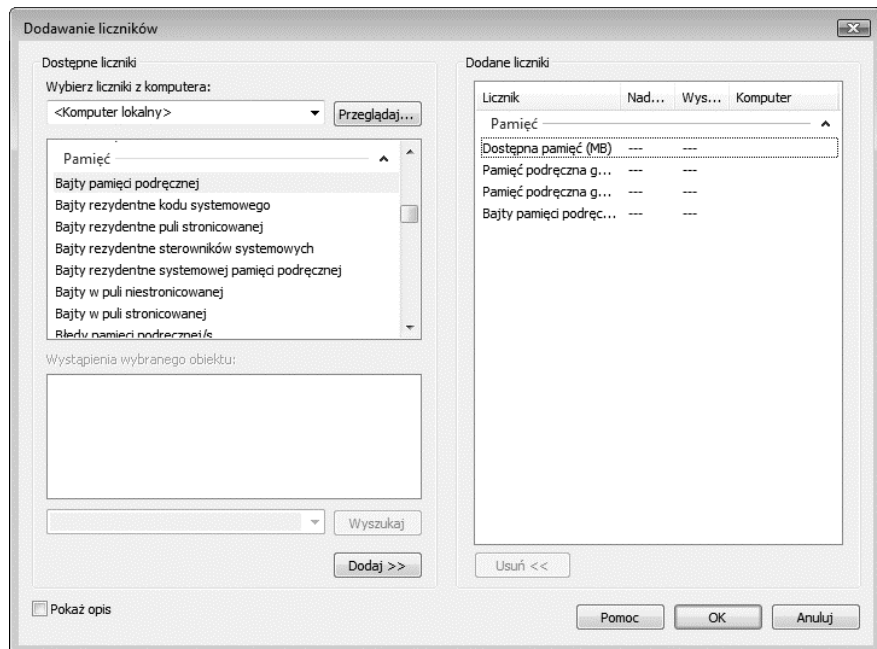 Dodawanie liczników
Dostępne liczniki
Wybierz liczniki z komputera:
<Komputer lokalny>
Przeglądaj...
Pamięć
Bajty pamięci podręcznej
Bajty rezydentne kodu systemowego
Bajty rezydentne puli stronicowanej
Bajty rezydentne sterowników systemowych
Bajty rezydentne systemowej pamięci podręcznej
Bajty w puli niestronicowanej
Bajty w puli stronicowanej
Błędy pamięci podręcznej/s
Wystąpienia wybranego obiektu:
Wyszukaj
Dodaj >>
Pokaż opis
Dodane liczniki
Licznik Nad... Wys... Komputer
Pamięć
Dostępna pamięć (MB) --- ---
Pamięć podręczna g... --- ---
Pamięć podręczna g... --- ---
Bajty pamięci podręc... --- ---
Usuń <<
Pomoc OK Anuluj